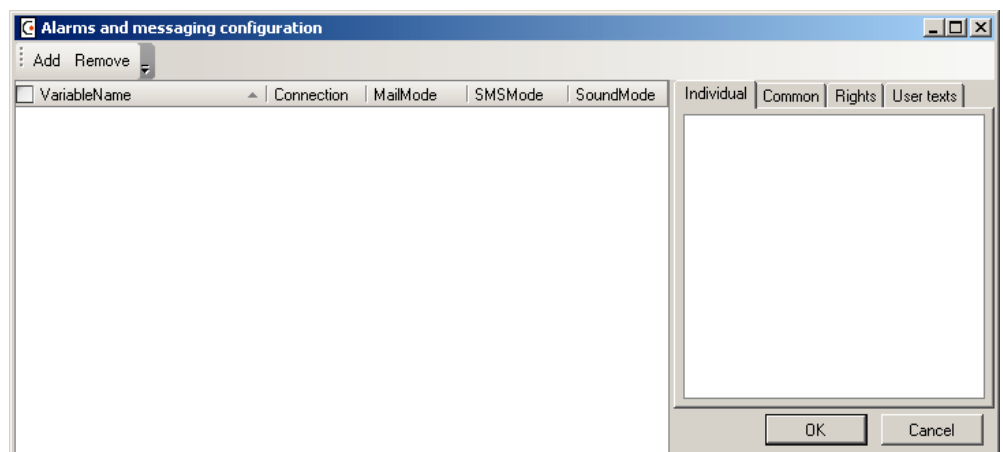 Alarms and messaging configuration
Add Remove
VariableName Connection MailMode SMSMode SoundMode
Individual Common Rights User texts
OK Cancel